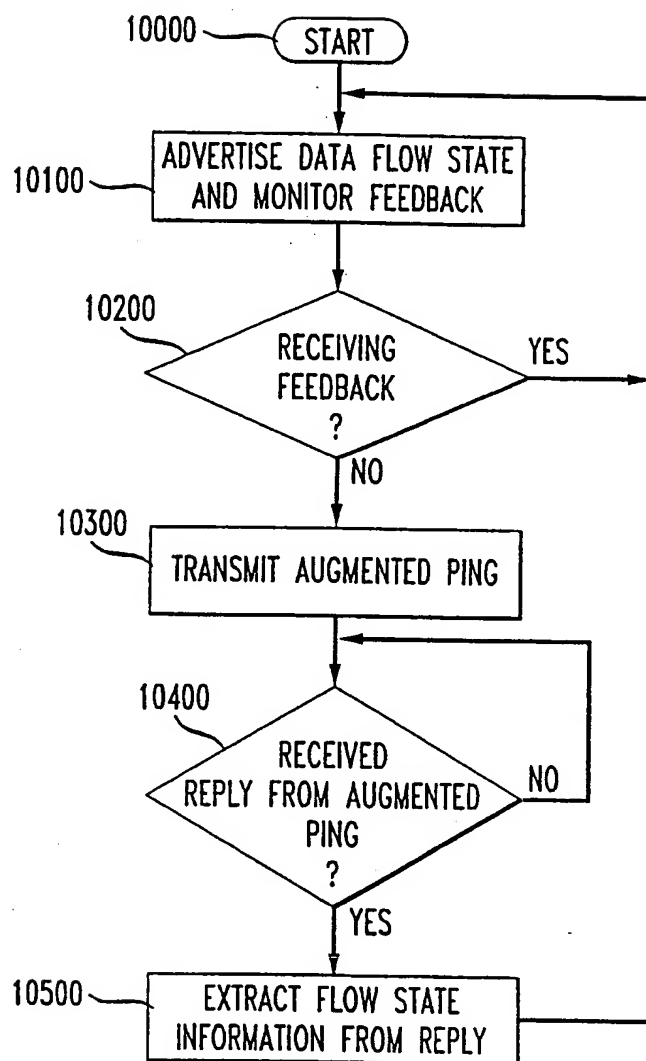 10000
START
10100
ADVERTISE DATA FLOW STATE
AND MONITOR FEEDBACK
10200
RECEIVING
FEEDBACK
?
YES
NO
10300
TRANSMIT AUGMENTED PING
10400
RECEIVED
REPLY FROM AUGMENTED
PING
?
NO
YES
10500
EXTRACT FLOW STATE
INFORMATION FROM REPLY